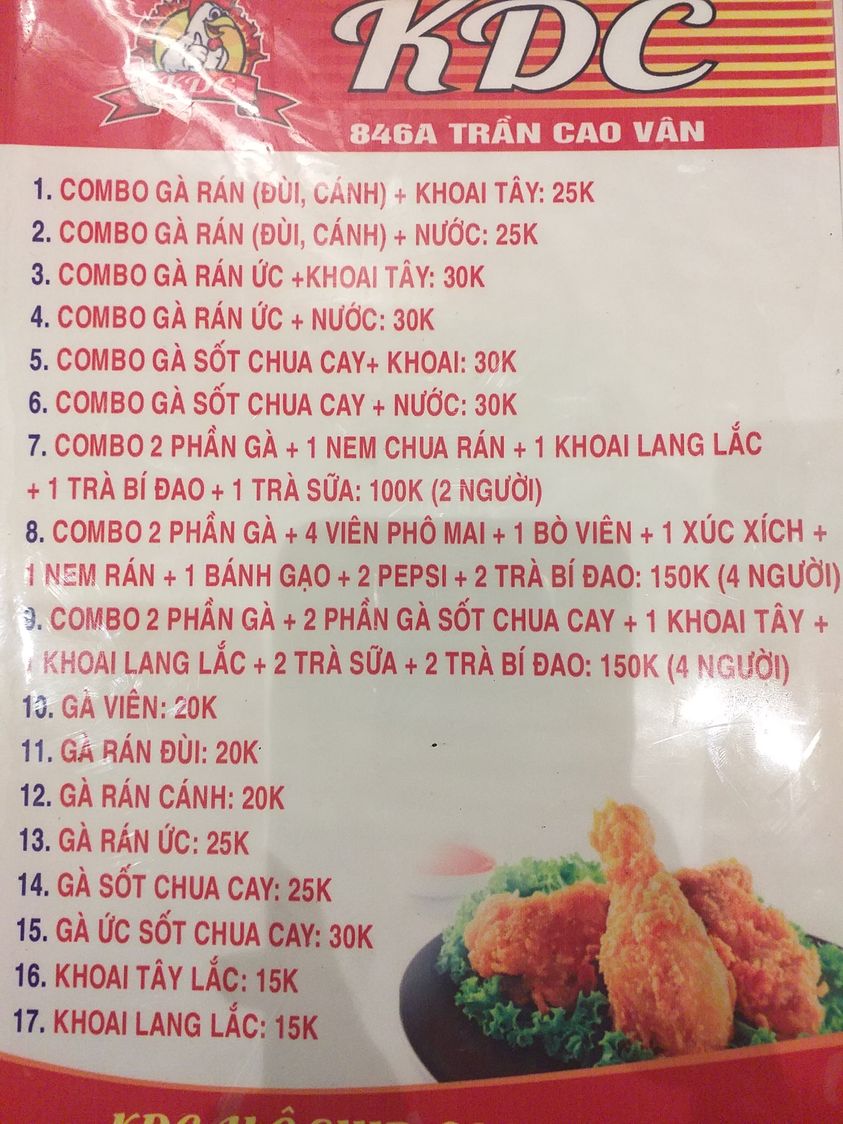 KDC
KDC
846A TRẦN CAO VÂN
1. COMBO GÀ RÁN (ĐÙI, CÁNH) + KHOAI TÂY: 25K
2. COMBO GÀ RÁN (ĐÙI, CÁNH) + NƯỚC: 25K
3. COMBO GÀ RÁN ỨC +KHOAI TÂY: 30K
4. COMBO GÀ RÁN ỨC + NƯỚC: 30K
5. COMBO GÀ SỐT CHUA CAY+ KHOAI: 30K
6. COMBO GÀ SỐT CHUA CAY + NƯỚC: 30K
7. COMBO 2 PHẦN GÀ + 1 NEM CHUA RÁN + 1 KHOAI LANG LẮC
+ 1 TRÀ BÍ ĐAO + 1 TRÀ SỮA: 100K (2 NGƯỜI)
8. COMBO 2 PHẦN GÀ + 4 VIÊN PHÔ MAI + 1 BÒ VIÊN + 1 XÚC XÍCH +
1 NEM RÁN + 1 BÁNH GẠO + 2 PEPSI + 2 TRÀ BÍ ĐAO: 150K (4 NGƯỜI)
9. COMBO 2 PHẦN GÀ + 2 PHẦN GÀ SỐT CHUA CAY + 1 KHOAI TÂY +
1 KHOAI LANG LẮC + 2 TRÀ SỮA + 2 TRÀ BÍ ĐAO: 150K (4 NGƯỜI)
10. GÀ VIÊN: 20K
11. GÀ RÁN ĐÙI: 20K
12. GÀ RÁN CÁNH: 20K
13. GÀ RÁN ỨC: 25K
14. GÀ SỐT CHUA CAY: 25K
15. GÀ ỨC SỐT CHUA CAY: 30K
16. KHOAI TÂY LẮC: 15K
17. KHOAI LANG LẮC: 15K
KDC